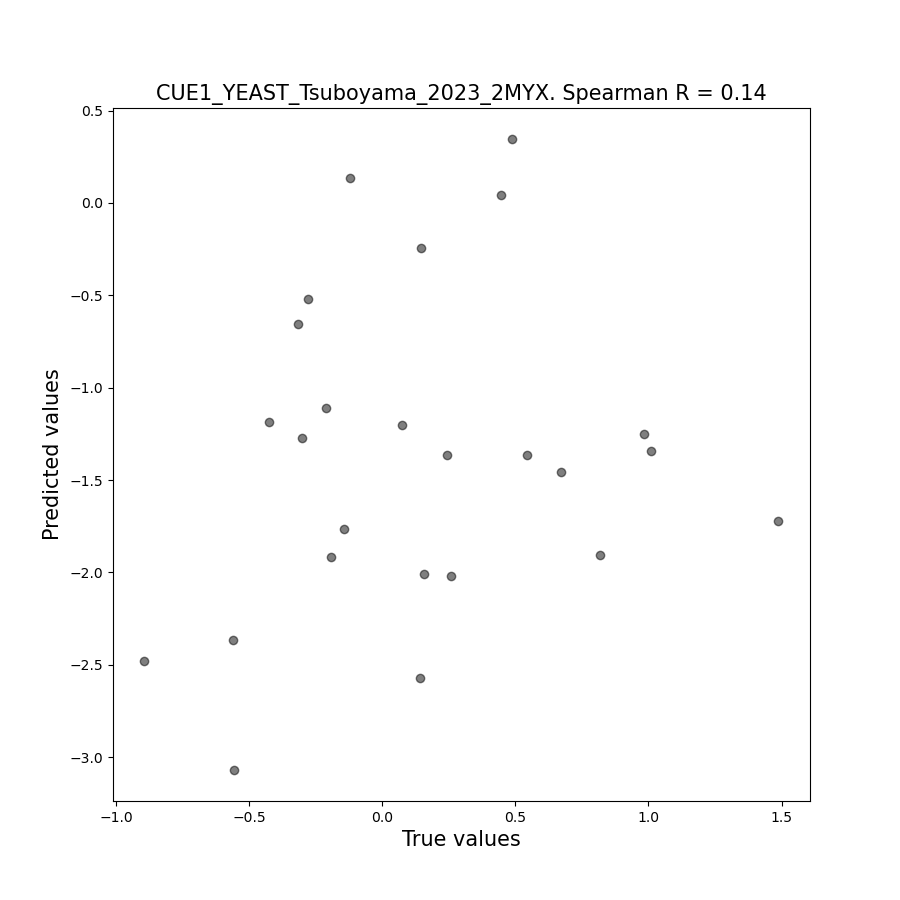 CUE1_YEAST_Tsuboyama_2023_2MYX. Spearman R = 0.14
0.5
0.0
−0.5
−1.0
−1.5
−2.0
−2.5
−3.0
Predicted values
−1.0 −0.5 0.0 0.5 1.0 1.5
True values